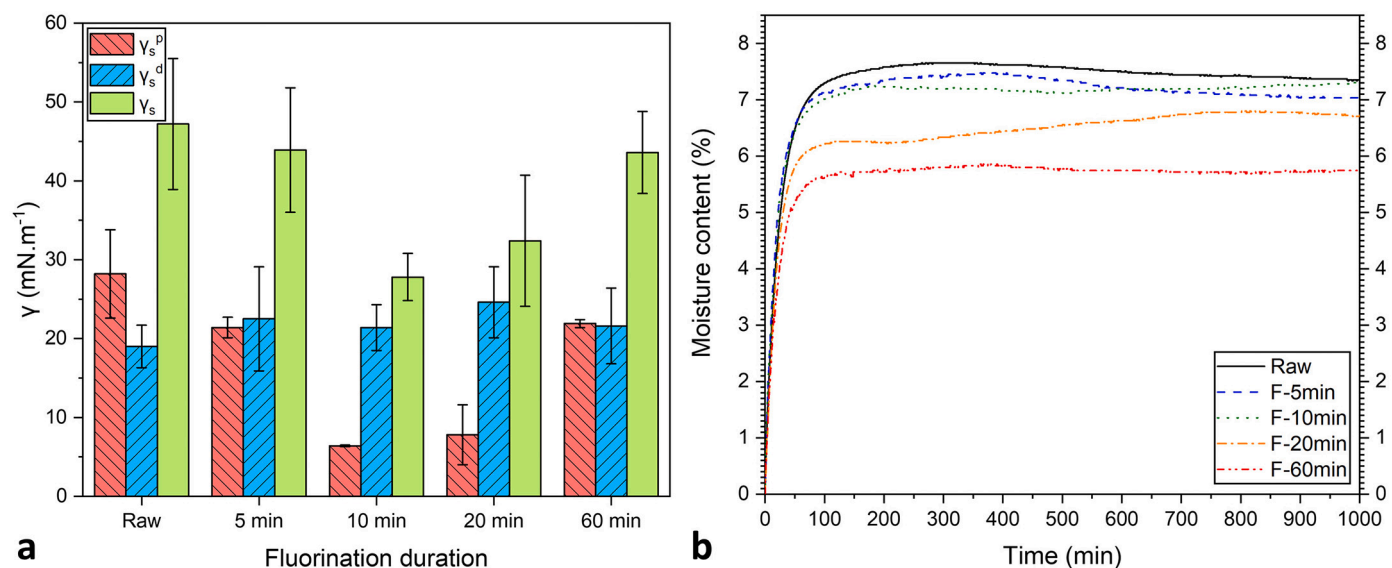 60
50
40
30
20
10
0
γ (mN.m⁻¹)
γₛᵖ
γₛᵈ
γₛ
Raw
5 min
10 min
20 min
60 min
Fluorination duration
a
8
7
6
5
4
3
2
1
0
Moisture content (%)
8
7
6
5
4
3
2
1
0
Raw
F-5min
F-10min
F-20min
F-60min
0 100 200 300 400 500 600 700 800 900 1000
Time (min)
b